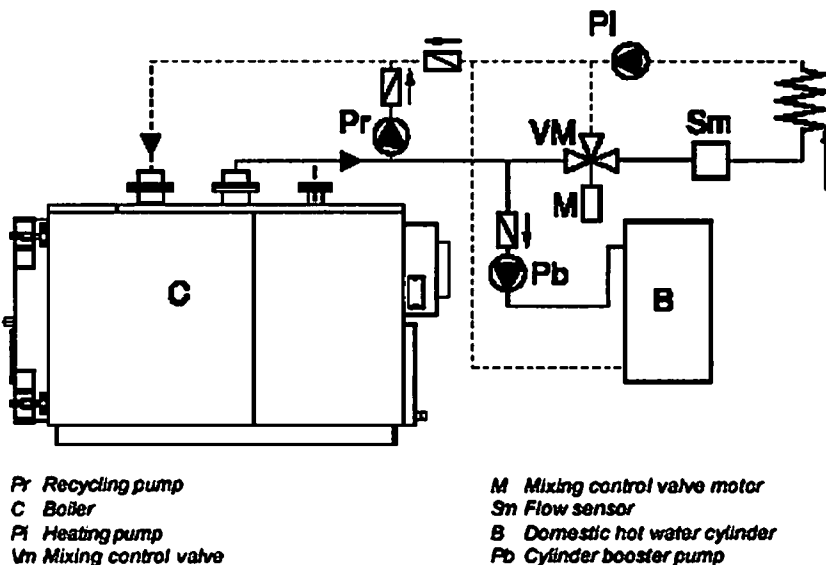 PI
Pr
VM
Sm
M
Pb
C
B
Pr Recycling pump
C Boiler
PI Heating pump
Vm Mixing control valve
M Mixing control valve motor
Sm Flow sensor
B Domestic hot water cylinder
Pb Cylinder booster pump